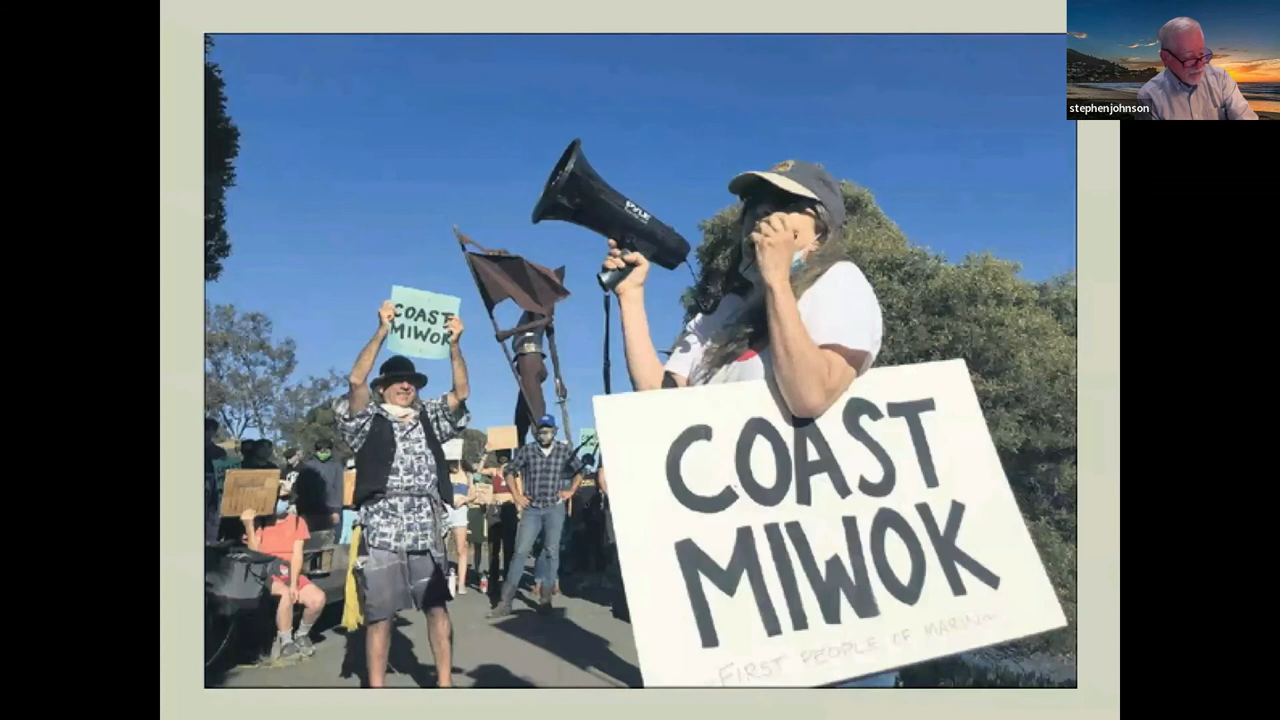 stephenjohnson
PYLE
COAST
MIWOK
COAST
MIWOK
FIRST PEOPLE OF MARIN